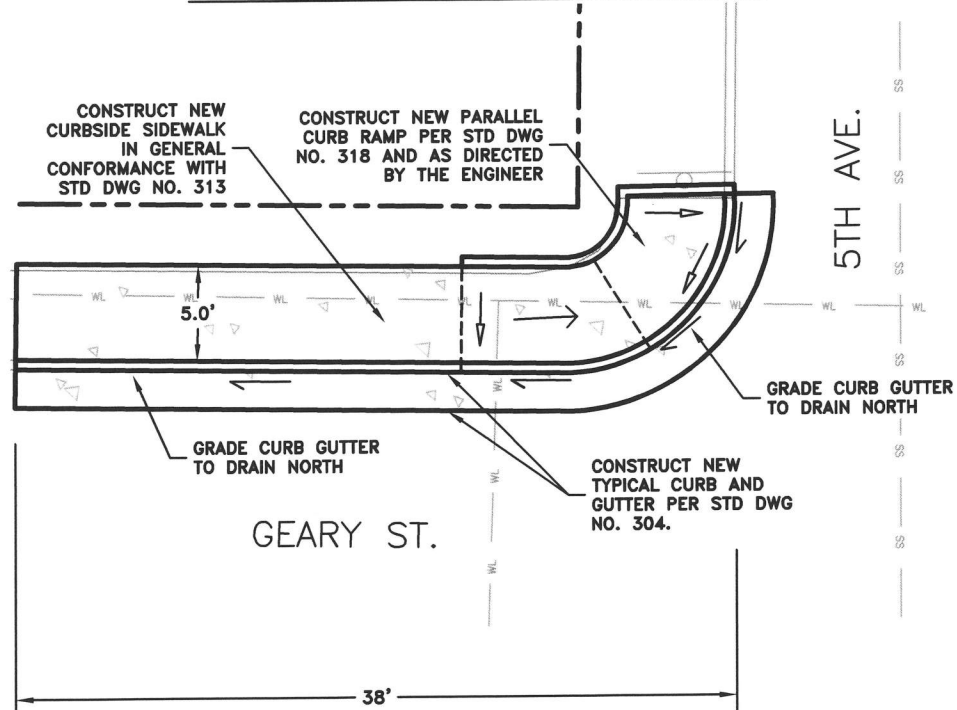 CONSTRUCT NEW
CURBSIDE SIDEWALK
IN GENERAL
CONFORMANCE WITH
STD DWG NO. 313
CONSTRUCT NEW PARALLEL
CURB RAMP PER STD DWG
NO. 318 AND AS DIRECTED
BY THE ENGINEER
5TH AVE.
SS
SS
SS
SS
SS
SS
WL
WL
WL
WL
WL
WL
WL
WL
WL
WL
5.0'
GRADE CURB GUTTER
TO DRAIN NORTH
GRADE CURB GUTTER
TO DRAIN NORTH
CONSTRUCT NEW
TYPICAL CURB AND
GUTTER PER STD DWG
NO. 304.
GEARY ST.
WL
38'